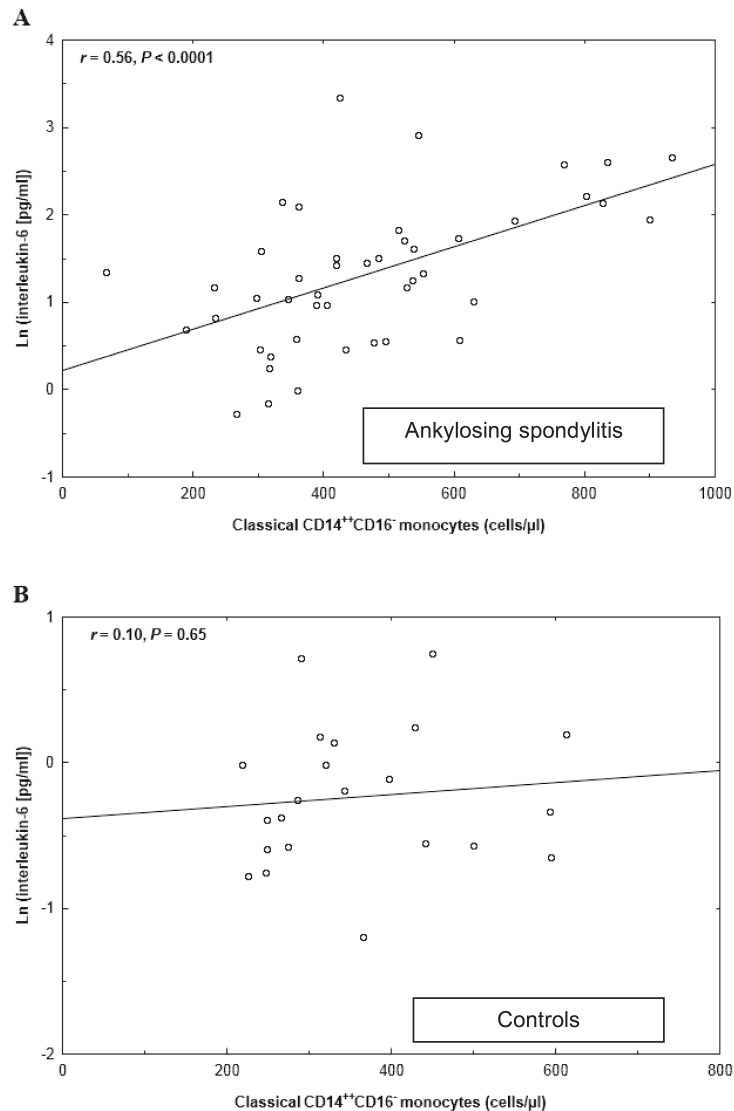 A
r = 0.56, P < 0.0001
4
3
2
1
0
-1
Ln (interleukin-6 [pg/ml])
Ankylosing spondylitis
0 200 400 600 800 1000
Classical CD14⁺⁺CD16⁻ monocytes (cells/µl)
B
r = 0.10, P = 0.65
1
0
-1
-2
Ln (interleukin-6 [pg/ml])
Controls
0 200 400 600 800
Classical CD14⁺⁺CD16⁻ monocytes (cells/µl)